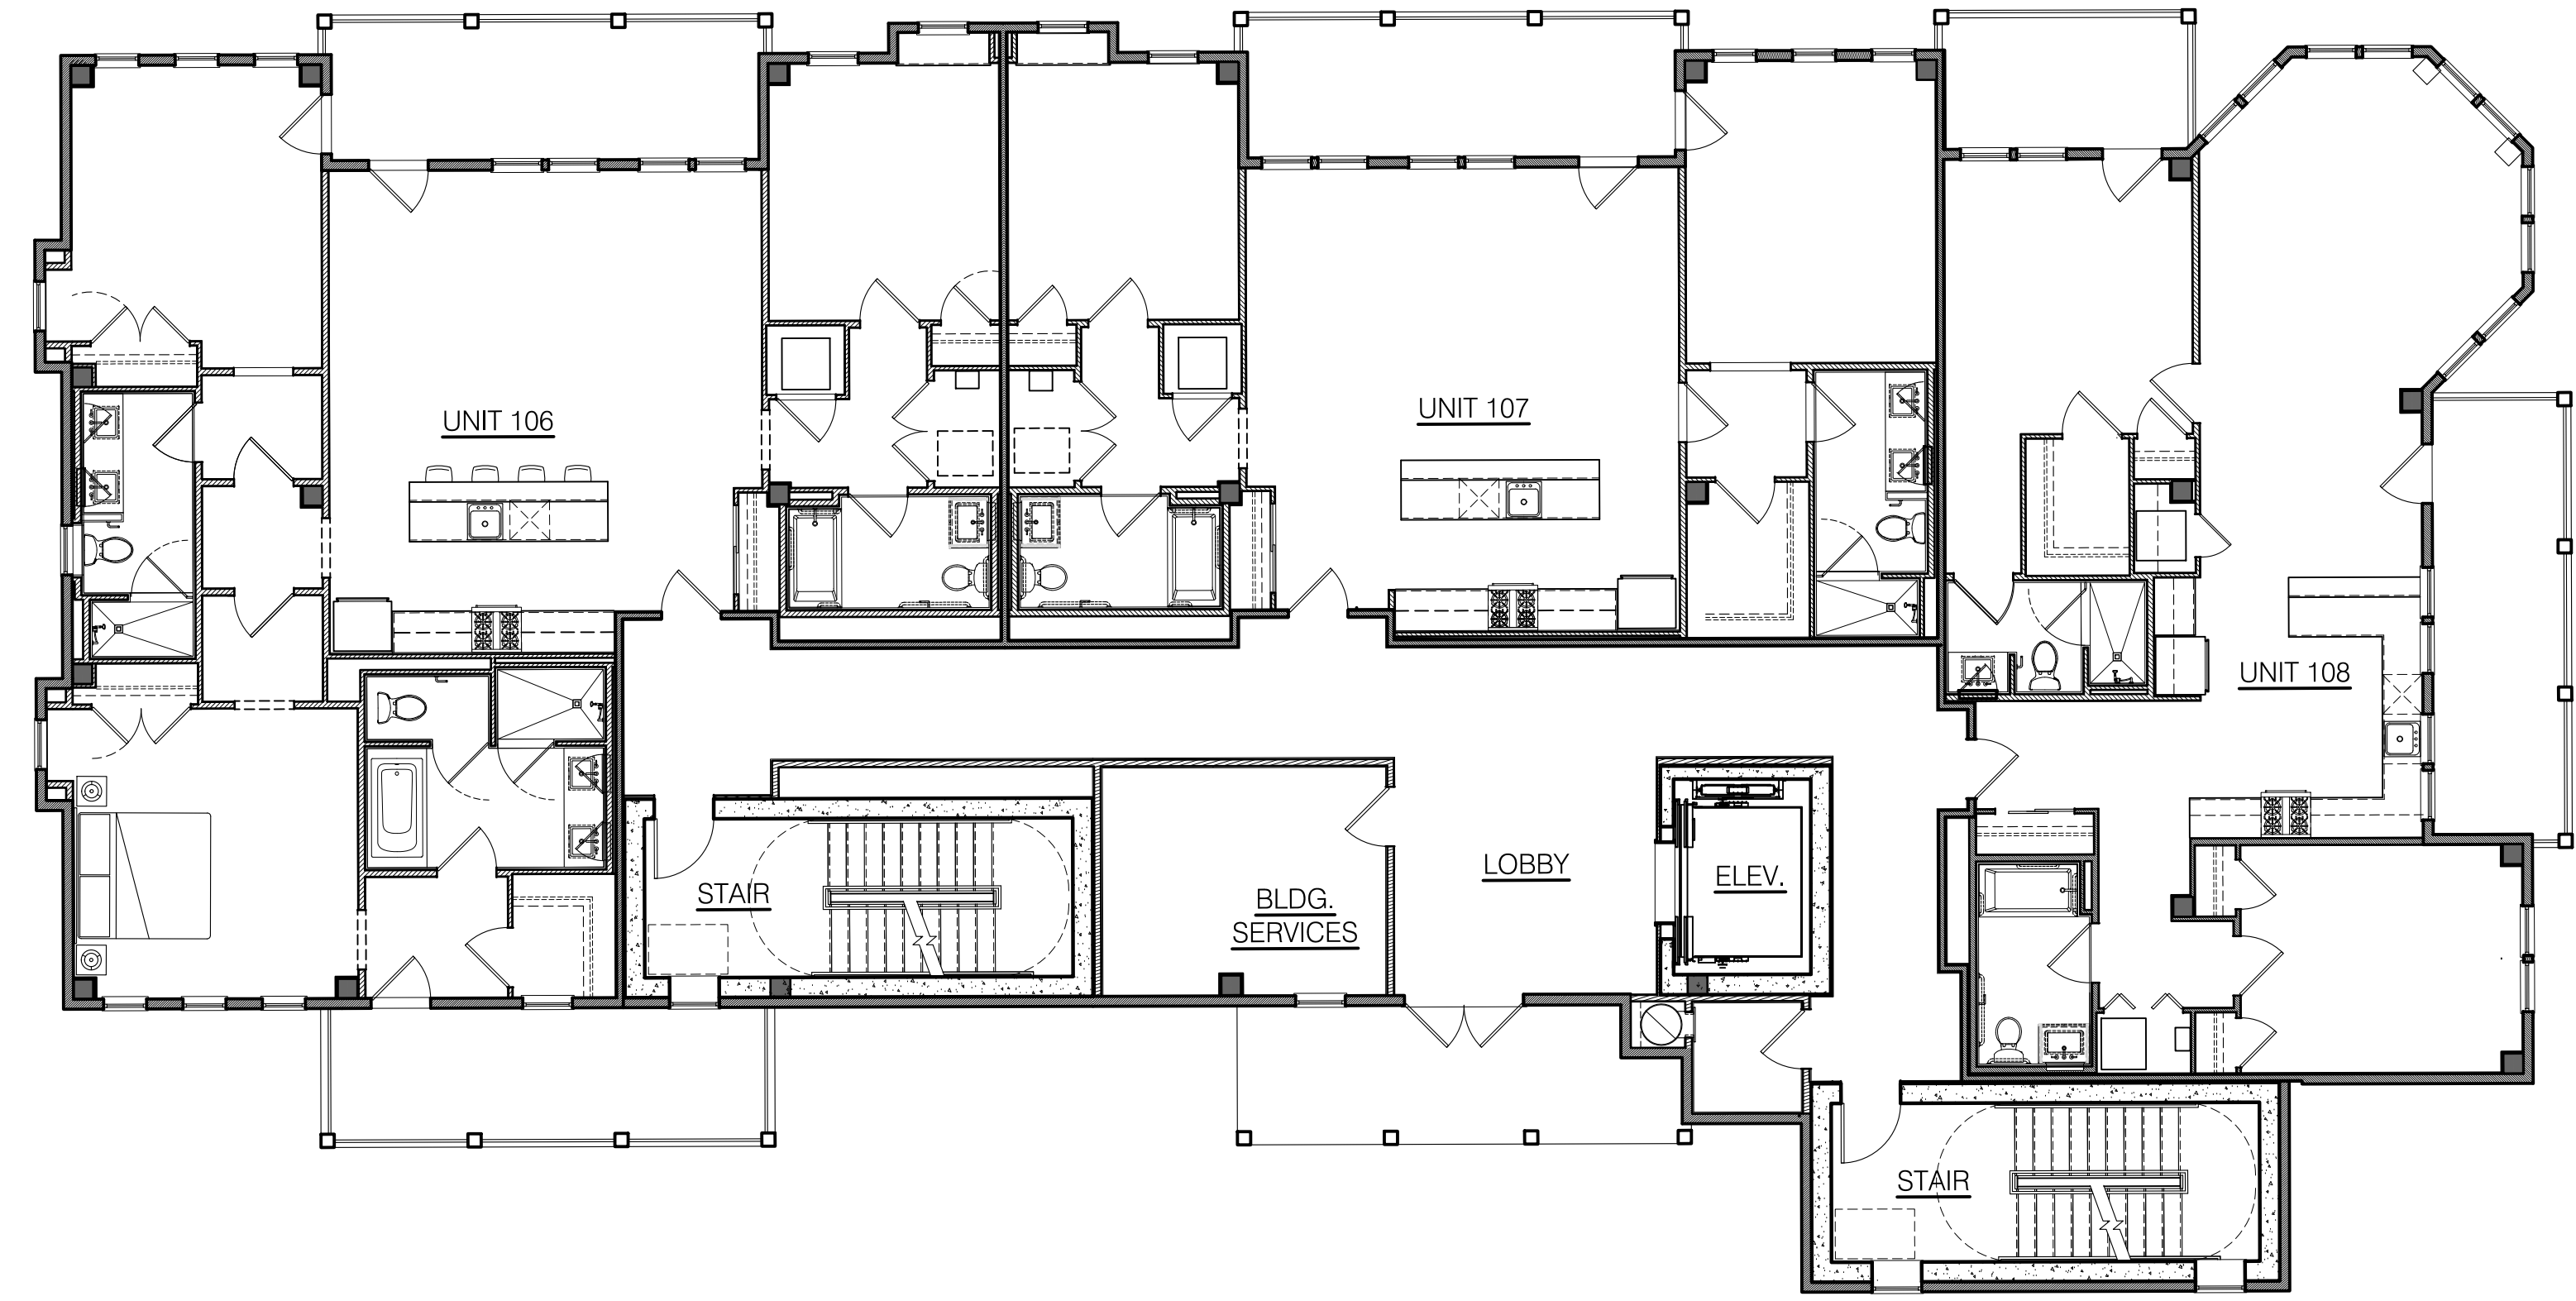 UNIT 106
UNIT 107
UNIT 108
STAIR
BLDG.
SERVICES
LOBBY
ELEV.
STAIR